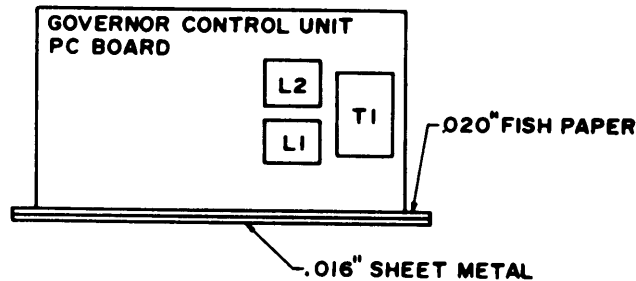 GOVERNOR CONTROL UNIT
PC BOARD
L2
T1
L1
.020" FISH PAPER
.016" SHEET METAL